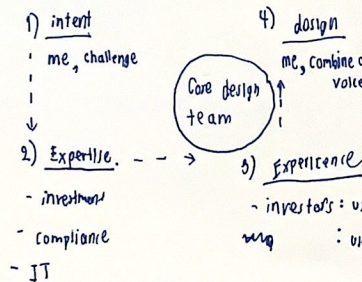 1) intent
me, challenge
2) Expertise.
- investment
- compliance
- IT
Core design
team
4) dosign
me, combine
voice
3) Experience
- investors :
: